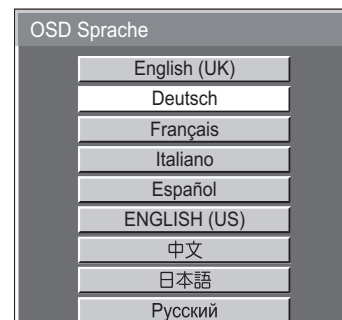 OSD Sprache
English (UK)
Deutsch
Français
Italiano
Español
ENGLISH (US)
中文
日本語
Русский